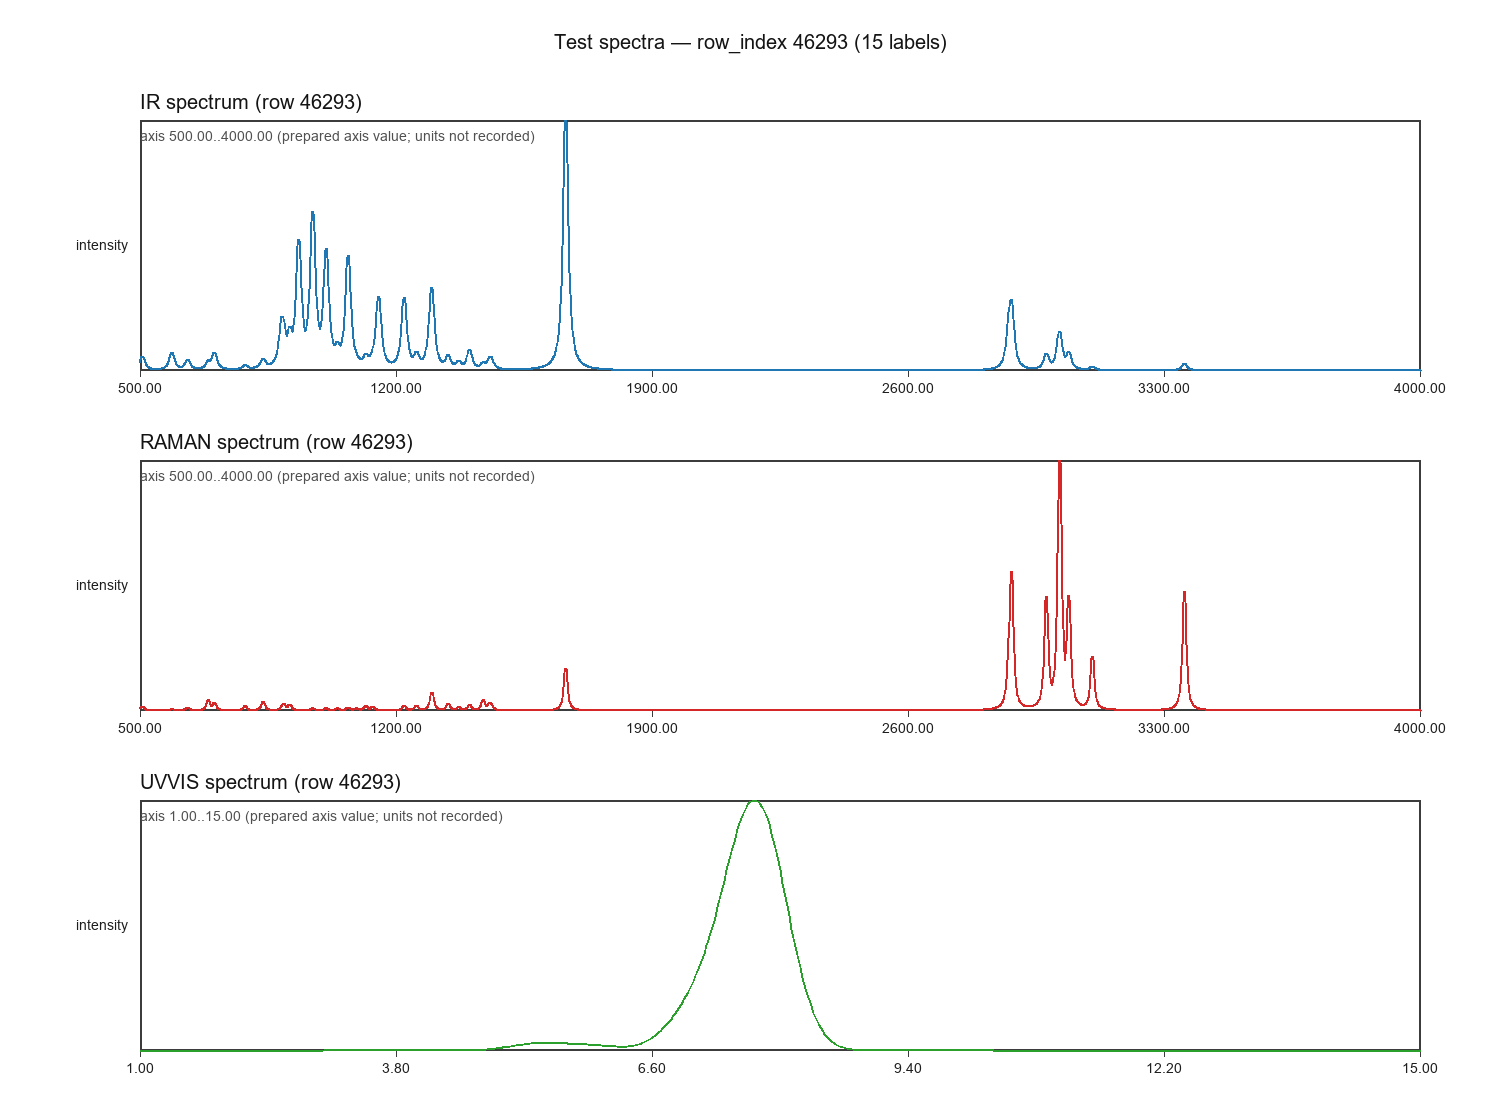 Test spectra — row_index 46293 (15 labels)
IR spectrum (row 46293)
axis 500.00..4000.00 (prepared axis value; units not recorded)
intensity
500.00 1200.00 1900.00 2600.00 3300.00 4000.00
RAMAN spectrum (row 46293)
axis 500.00..4000.00 (prepared axis value; units not recorded)
intensity
500.00 1200.00 1900.00 2600.00 3300.00 4000.00
UVVIS spectrum (row 46293)
axis 1.00..15.00 (prepared axis value; units not recorded)
intensity
1.00 3.80 6.60 9.40 12.20 15.00